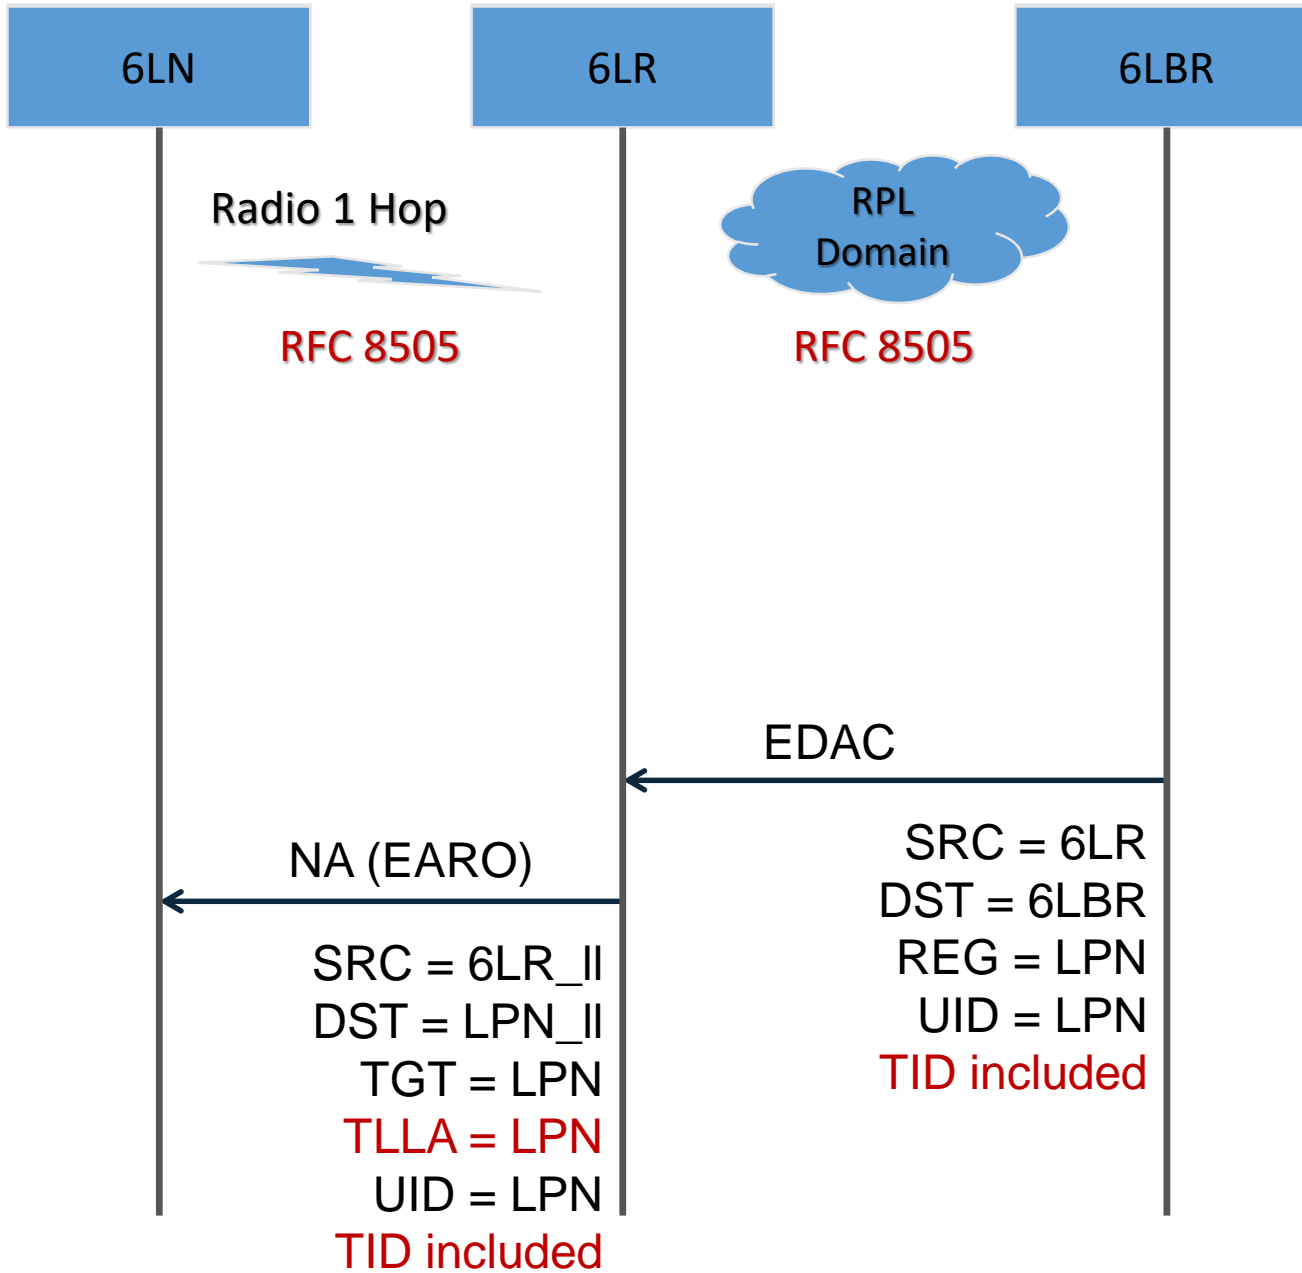 6LN
6LR
6LBR
Radio 1 Hop
RPL
Domain
RFC 8505
RFC 8505
EDAC
SRC = 6LR
DST = 6LBR
REG = LPN
UID = LPN
TID included
NA (EARO)
SRC = 6LR_ll
DST = LPN_ll
TGT = LPN
TLLA = LPN
UID = LPN
TID included